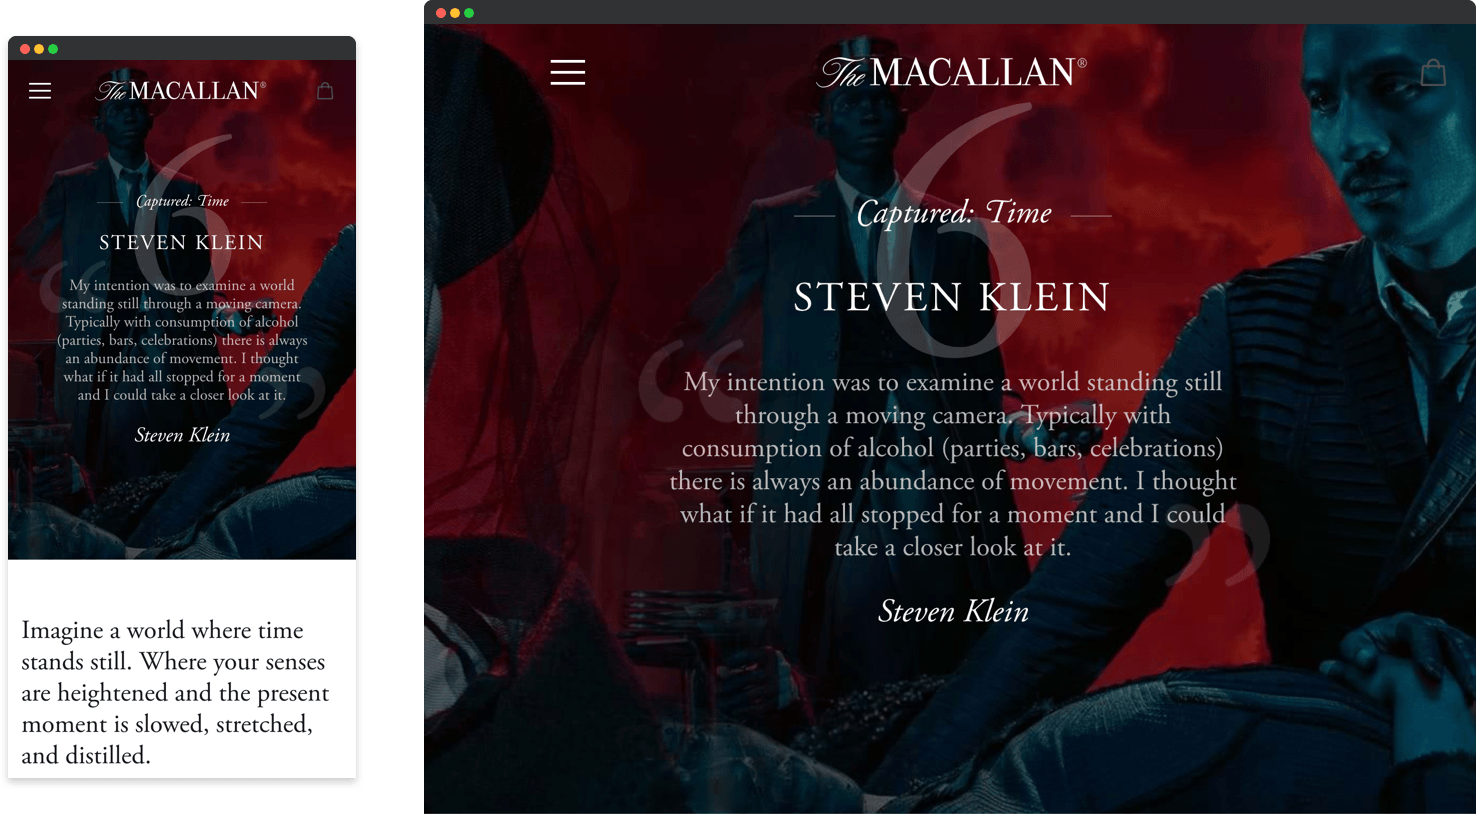 The MACALLAN®
6
Captured: Time
STEVEN KLEIN
“
My intention was to examine a world
standing still through a moving camera.
Typically with consumption of alcohol
(parties, bars, celebrations) there is always
an abundance of movement. I thought
what if it had all stopped for a moment
and I could take a closer look at it.
”
Steven Klein
Imagine a world where time
stands still. Where your senses
are heightened and the present
moment is slowed, stretched,
and distilled.
The MACALLAN®
6
Captured: Time
STEVEN KLEIN
“
My intention was to examine a world standing still
through a moving camera. Typically with
consumption of alcohol (parties, bars, celebrations)
there is always an abundance of movement. I thought
what if it had all stopped for a moment and I could
take a closer look at it.
”
Steven Klein